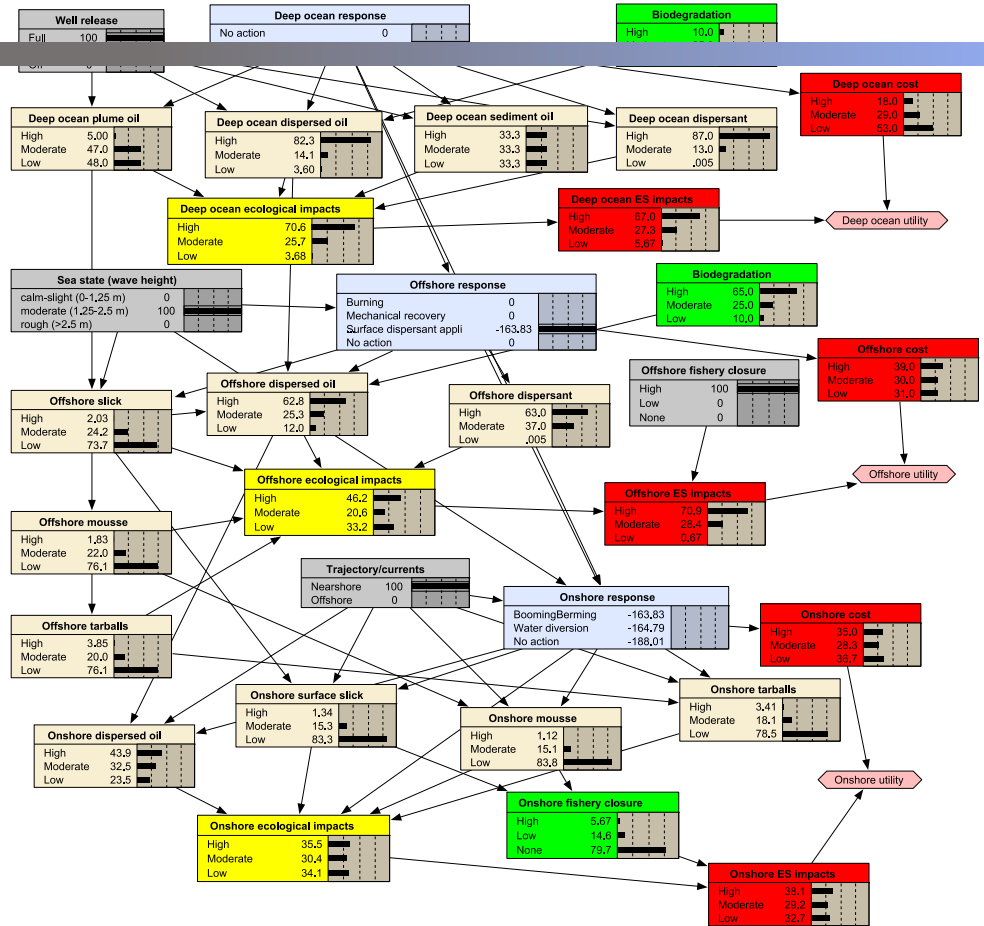 Well release
Full 100
Deep ocean response
No action 0
Biodegradation
High 10.0
Deep ocean cost
High 18.0
Moderate 29.0
Low 53.0
Deep ocean plume oil
High 5.00
Moderate 47.0
Low 48.0
Deep ocean dispersed oil
High 82.3
Moderate 14.1
Low 3.60
Deep ocean sediment oil
High 33.3
Moderate 33.3
Low 33.3
Deep ocean dispersant
High 87.0
Moderate 13.0
Low .005
Deep ocean ecological impacts
High 70.6
Moderate 25.7
Low 3.68
Deep ocean ES impacts
High 67.0
Moderate 27.3
Low 5.67
Deep ocean utility
Sea state (wave height)
calm-slight (0-1.25 m) 0
moderate (1.25-2.5 m) 100
rough (>2.5 m) 0
Offshore response
Burning 0
Mechanical recovery 0
Surface dispersant appli -163.83
No action 0
Biodegradation
High 65.0
Moderate 25.0
Low 10.0
Offshore cost
High 39.0
Moderate 30.0
Low 31.0
Offshore fishery closure
High 100
Low 0
None 0
Offshore slick
High 2.03
Moderate 24.2
Low 73.7
Offshore dispersed oil
High 62.8
Moderate 25.3
Low 12.0
Offshore dispersant
High 63.0
Moderate 37.0
Low .005
Offshore utility
Offshore ecological impacts
High 46.2
Moderate 20.6
Low 33.2
Offshore ES impacts
High 70.9
Moderate 28.4
Low 0.67
Offshore mousse
High 1.83
Moderate 22.0
Low 76.1
Trajectory/currents
Nearshore 100
Offshore 0
Onshore response
BoomingBerming -163.83
Water diversion -164.79
No action -188.01
Onshore cost
High 35.0
Moderate 28.3
Low 36.7
Offshore tarballs
High 3.85
Moderate 20.0
Low 76.1
Onshore surface slick
High 1.34
Moderate 15.3
Low 83.3
Onshore tarballs
High 3.41
Moderate 18.1
Low 78.5
Onshore mousse
High 1.12
Moderate 15.1
Low 83.8
Onshore dispersed oil
High 43.9
Moderate 32.5
Low 23.5
Onshore utility
Onshore fishery closure
High 5.67
Low 14.6
None 79.7
Onshore ecological impacts
High 35.5
Moderate 30.4
Low 34.1
Onshore ES impacts
High 38.1
Moderate 29.2
Low 32.7